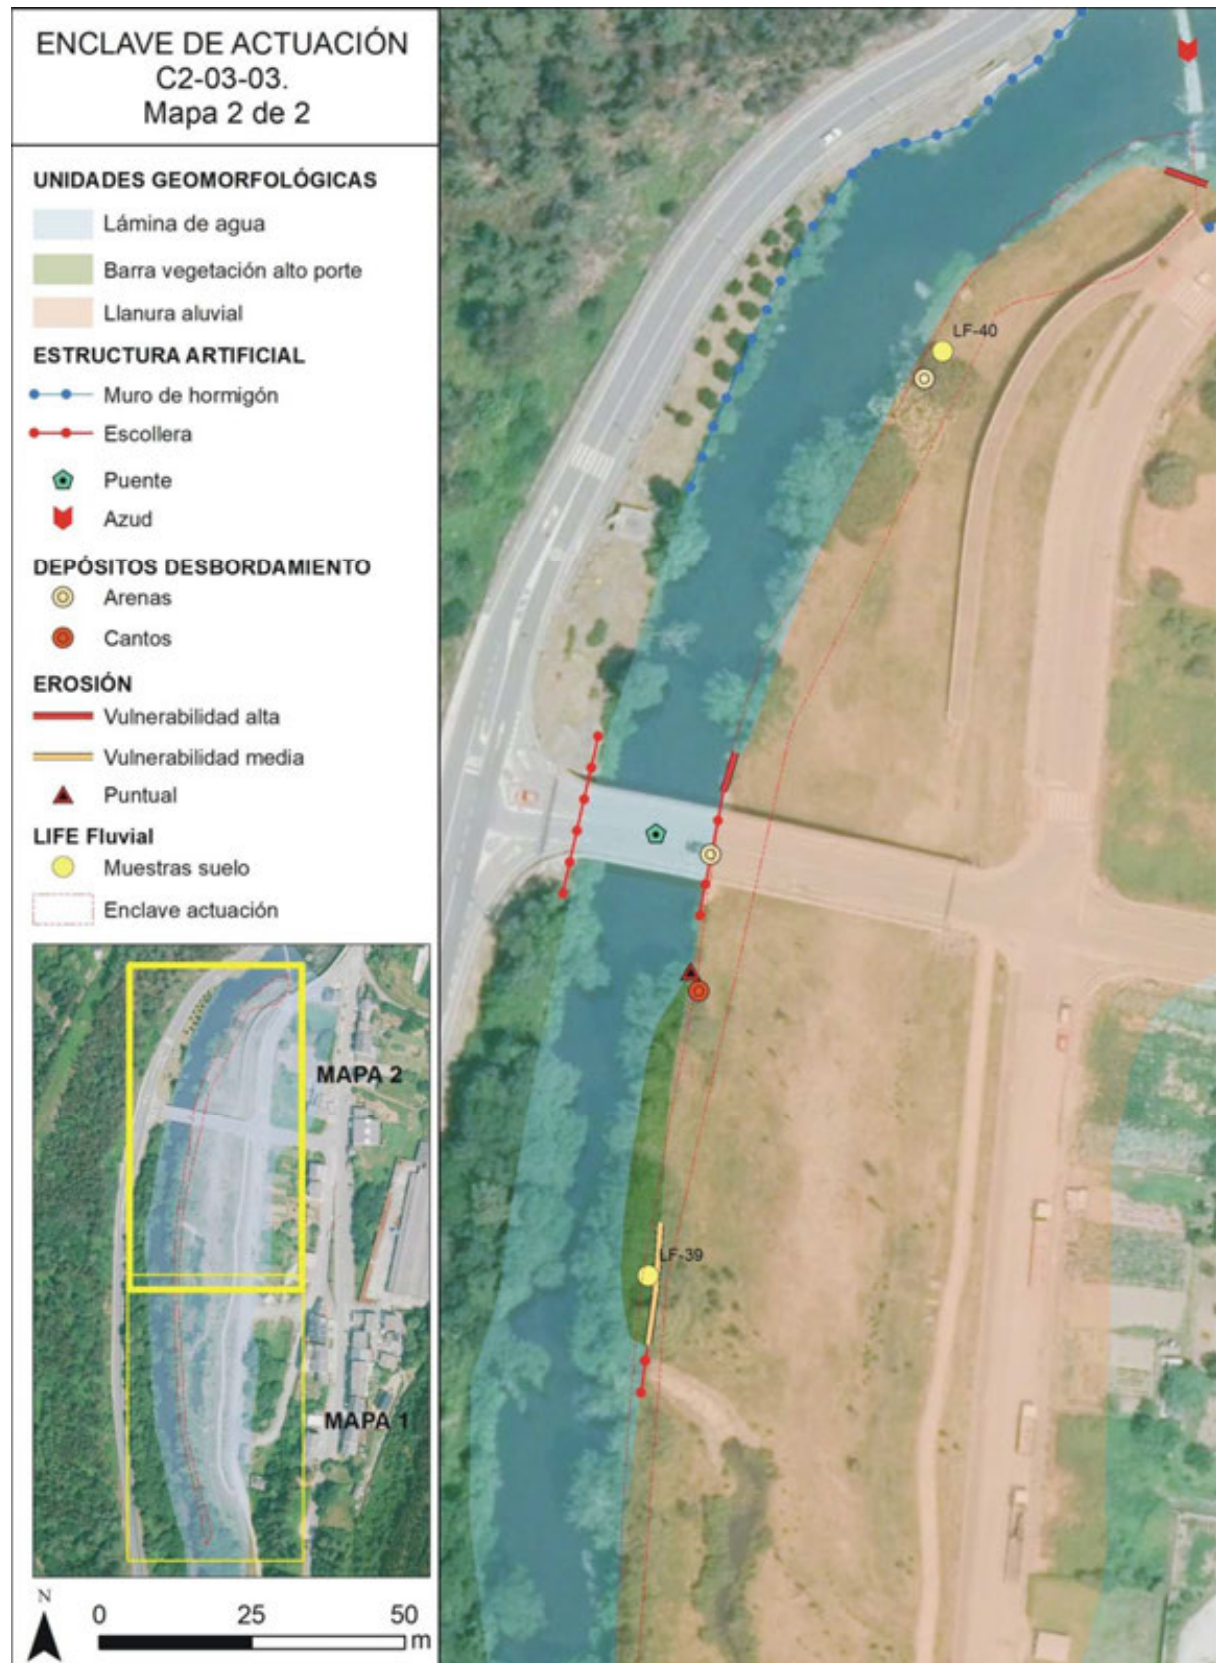 ENCLAVE DE ACTUACIÓN
C2-03-03.
Mapa 2 de 2
UNIDADES GEOMORFOLÓGICAS
Lámina de agua
Barra vegetación alto porte
Llanura aluvial
ESTRUCTURA ARTIFICIAL
Muro de hormigón
Escollera
Puente
Azud
DEPÓSITOS DESBORDAMIENTO
Arenas
Cantos
EROSIÓN
Vulnerabilidad alta
Vulnerabilidad media
Puntual
LIFE Fluvial
Muestras suelo
Enclave actuación
MAPA 2
MAPA 1
N
0 25 50
m
LF-40
LF-39